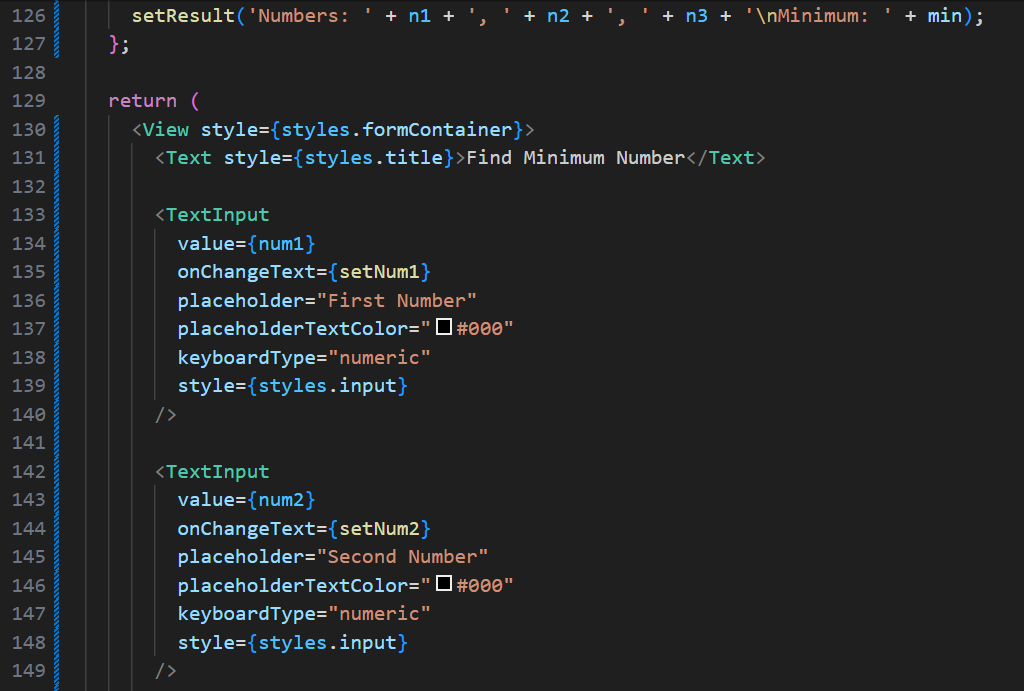 126 setResult('Numbers: ' + n1 + ', ' + n2 + ', ' + n3 + '\nMinimum: ' + min);
127 };
128
129 return (
130 <View style={styles.formContainer}>
131 <Text style={styles.title}>Find Minimum Number</Text>
132
133 <TextInput
134 value={num1}
135 onChangeText={setNum1}
136 placeholder="First Number"
137 placeholderTextColor="#000"
138 keyboardType="numeric"
139 style={styles.input}
140 />
141
142 <TextInput
143 value={num2}
144 onChangeText={setNum2}
145 placeholder="Second Number"
146 placeholderTextColor="#000"
147 keyboardType="numeric"
148 style={styles.input}
149 />